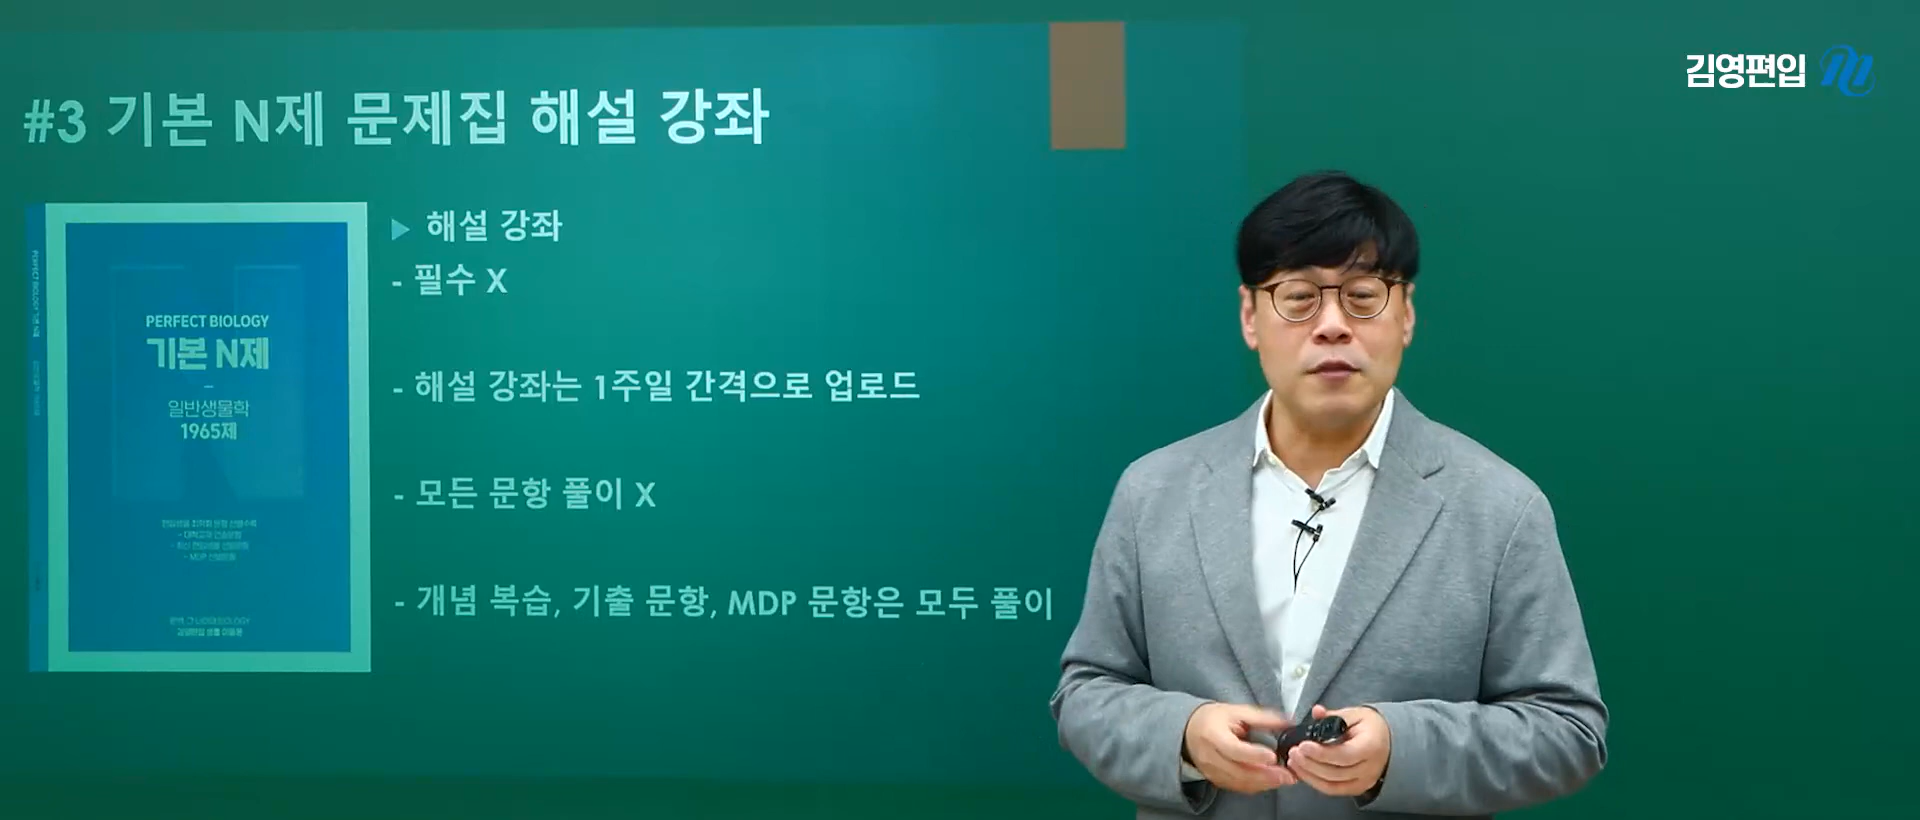 김영편입
#3 기본 N제 문제집 해설 강좌
▶ 해설 강좌
- 필수 X
- 해설 강좌는 1주일 간격으로 업로드
- 모든 문항 풀이 X
- 개념 복습, 기출 문항, MDP 문항은 모두 풀이
PERFECT BIOLOGY
기본 N제
일반생물학
1965제